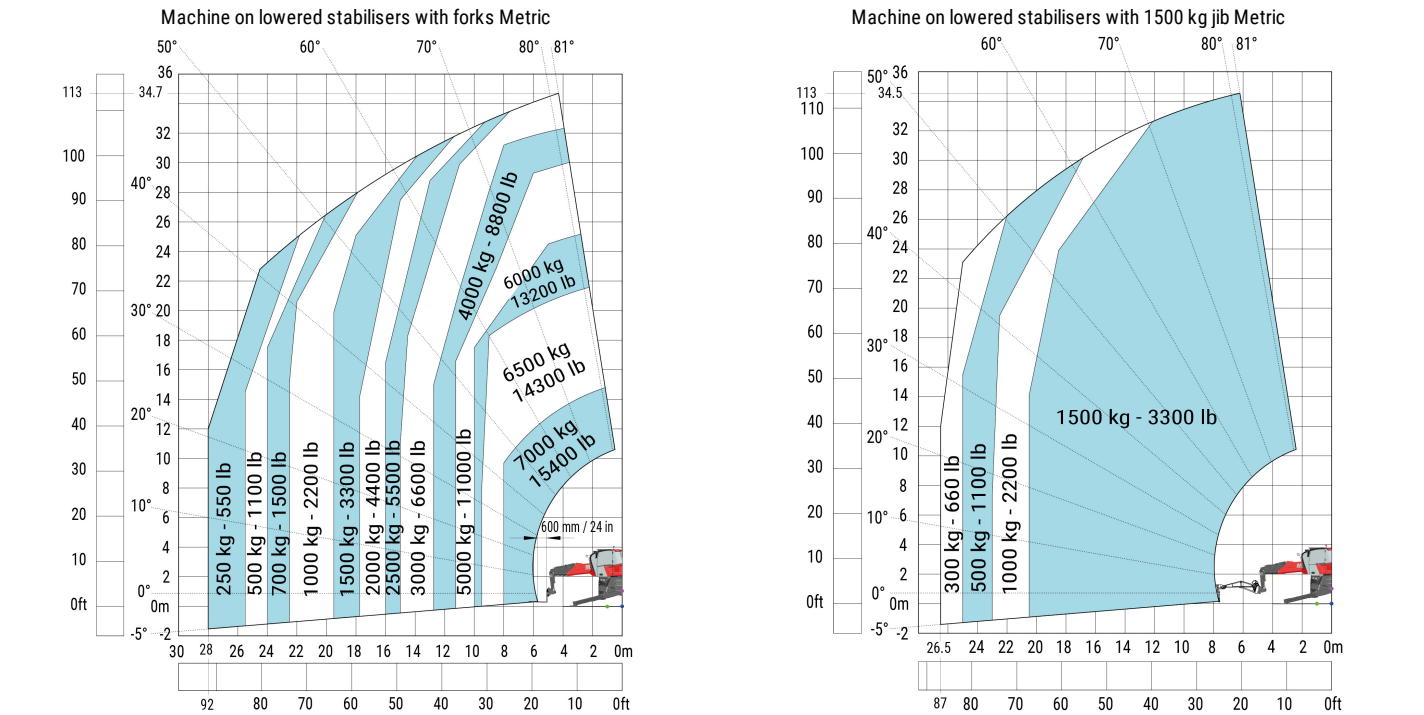 Machine on lowered stabilisers with forks Metric
50° 60° 70° 80° 81°
36
113 34.7
32
100
30
28
40°
90
26
80
24
22
70
20
30°
60
18
16
50
14
20°
40
12
10
30
8
10°
20
6
4
10
2
0°
0ft
0m
-5° -2
250 kg - 550 lb
500 kg - 1100 lb
700 kg - 1500 lb
1000 kg - 2200 lb
1500 kg - 3300 lb
2000 kg - 4400 lb
2500 kg - 5500 lb
3000 kg - 6600 lb
5000 kg - 11000 lb
4000 kg - 8800 lb
6000 kg
13200 lb
6500 kg
14300 lb
7000 kg
15400 lb
600 mm / 24 in
30 28 26 24 22 20 18 16 14 12 10 8 6 4 2 0m
92 80 70 60 50 40 30 20 10 0ft
Machine on lowered stabilisers with 1500 kg jib Metric
60° 70° 80° 81°
50° 36
113 34.5
110
32
100
30
28
90
26
40°
80
24
22
70
20
60
18
30°
16
50
14
40
12
20°
10
30
8
20
10°
6
4
10
2
0°
0ft
0m
-5° -2
300 kg - 660 lb
500 kg - 1100 lb
1000 kg - 2200 lb
1500 kg - 3300 lb
26.5 24 22 20 18 16 14 12 10 8 6 4 2 0m
87 80 70 60 50 40 30 20 10 0ft